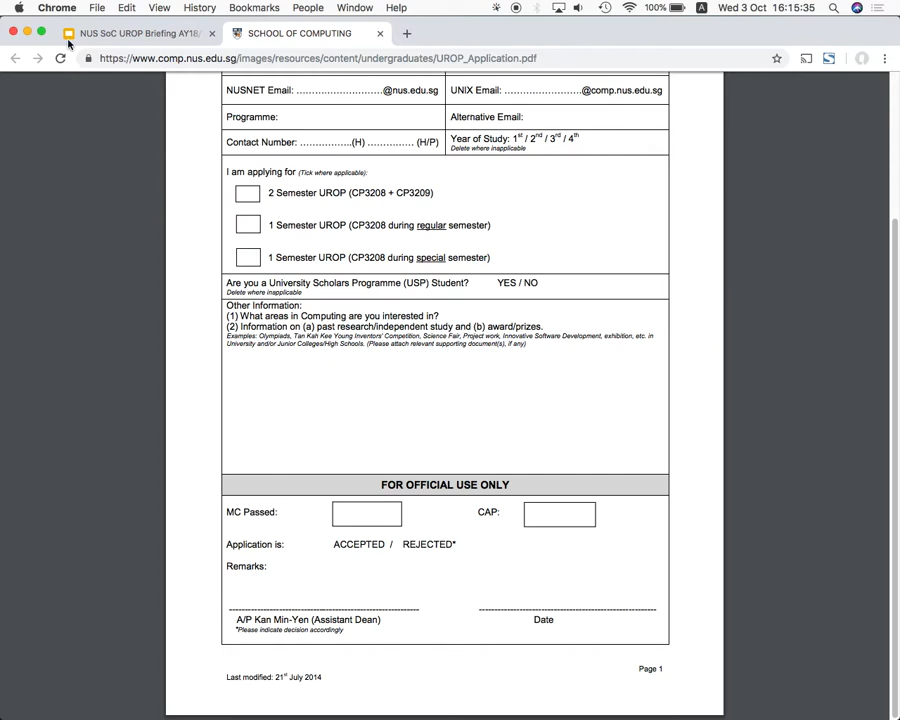 Chrome File Edit View History Bookmarks People Window Help 100% A Wed 3 Oct 16:15:35
NUS SoC UROP Briefing AY18/ SCHOOL OF COMPUTING
https://www.comp.nus.edu.sg/images/resources/content/undergraduates/UROP_Application.pdf
NUSNET Email: ………………………@nus.edu.sg UNIX Email: ……………………@comp.nus.edu.sg
Programme: Alternative Email:
Contact Number: ……………...(H) …………… (H/P) Year of Study: 1st / 2nd / 3rd / 4th
Delete where inapplicable
I am applying for (Tick where applicable):
2 Semester UROP (CP3208 + CP3209)
1 Semester UROP (CP3208 during regular semester)
1 Semester UROP (CP3208 during special semester)
Are you a University Scholars Programme (USP) Student? YES / NO
Delete where inapplicable
Other Information:
(1) What areas in Computing are you interested in?
(2) Information on (a) past research/independent study and (b) award/prizes.
Examples: Olympiads, Tan Kah Kee Young Inventors' Competition, Science Fair, Project work, Innovative Software Development, exhibition, etc. in
University and/or Junior Colleges/High Schools. (Please attach relevant supporting document(s), if any)
FOR OFFICIAL USE ONLY
MC Passed: CAP:
Application is: ACCEPTED / REJECTED*
Remarks:
A/P Kan Min-Yen (Assistant Dean) Date
*Please indicate decision accordingly
Page 1
Last modified: 21st July 2014